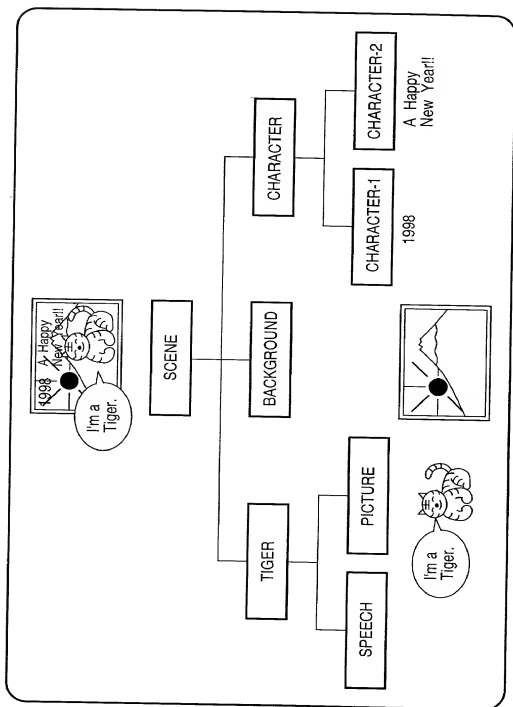 1998 A Happy
New Year!!
I'm a
Tiger.
SCENE
TIGER
BACKGROUND
CHARACTER
SPEECH
PICTURE
CHARACTER-1
CHARACTER-2
I'm a
Tiger.
1998
A Happy
New Year!!